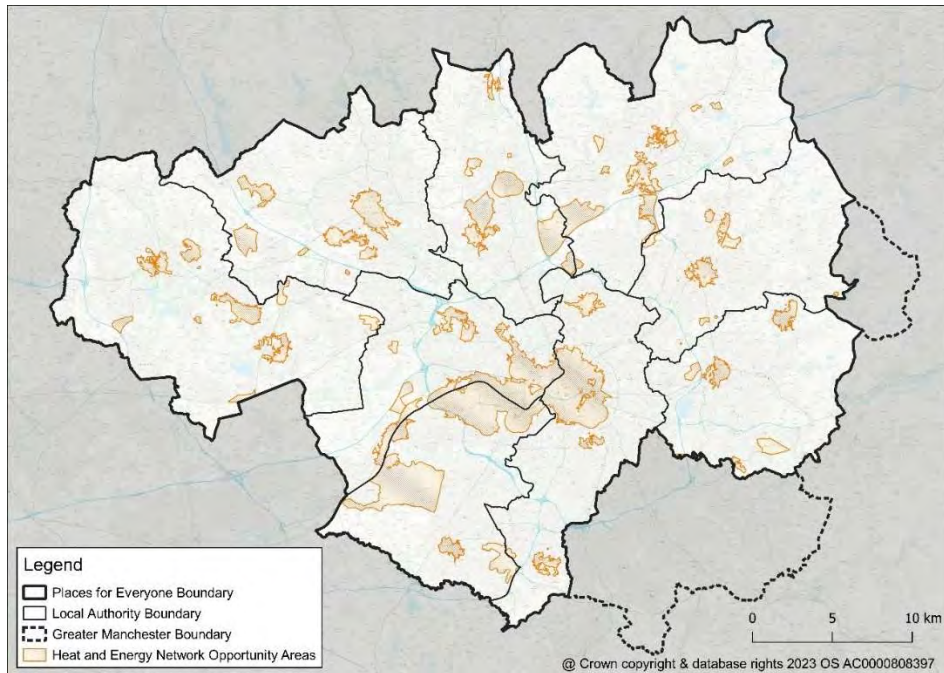 Legend
Places for Everyone Boundary
Local Authority Boundary
Greater Manchester Boundary
Heat and Energy Network Opportunity Areas
0 5 10 km
@ Crown copyright & database rights 2023 OS AC0000808397